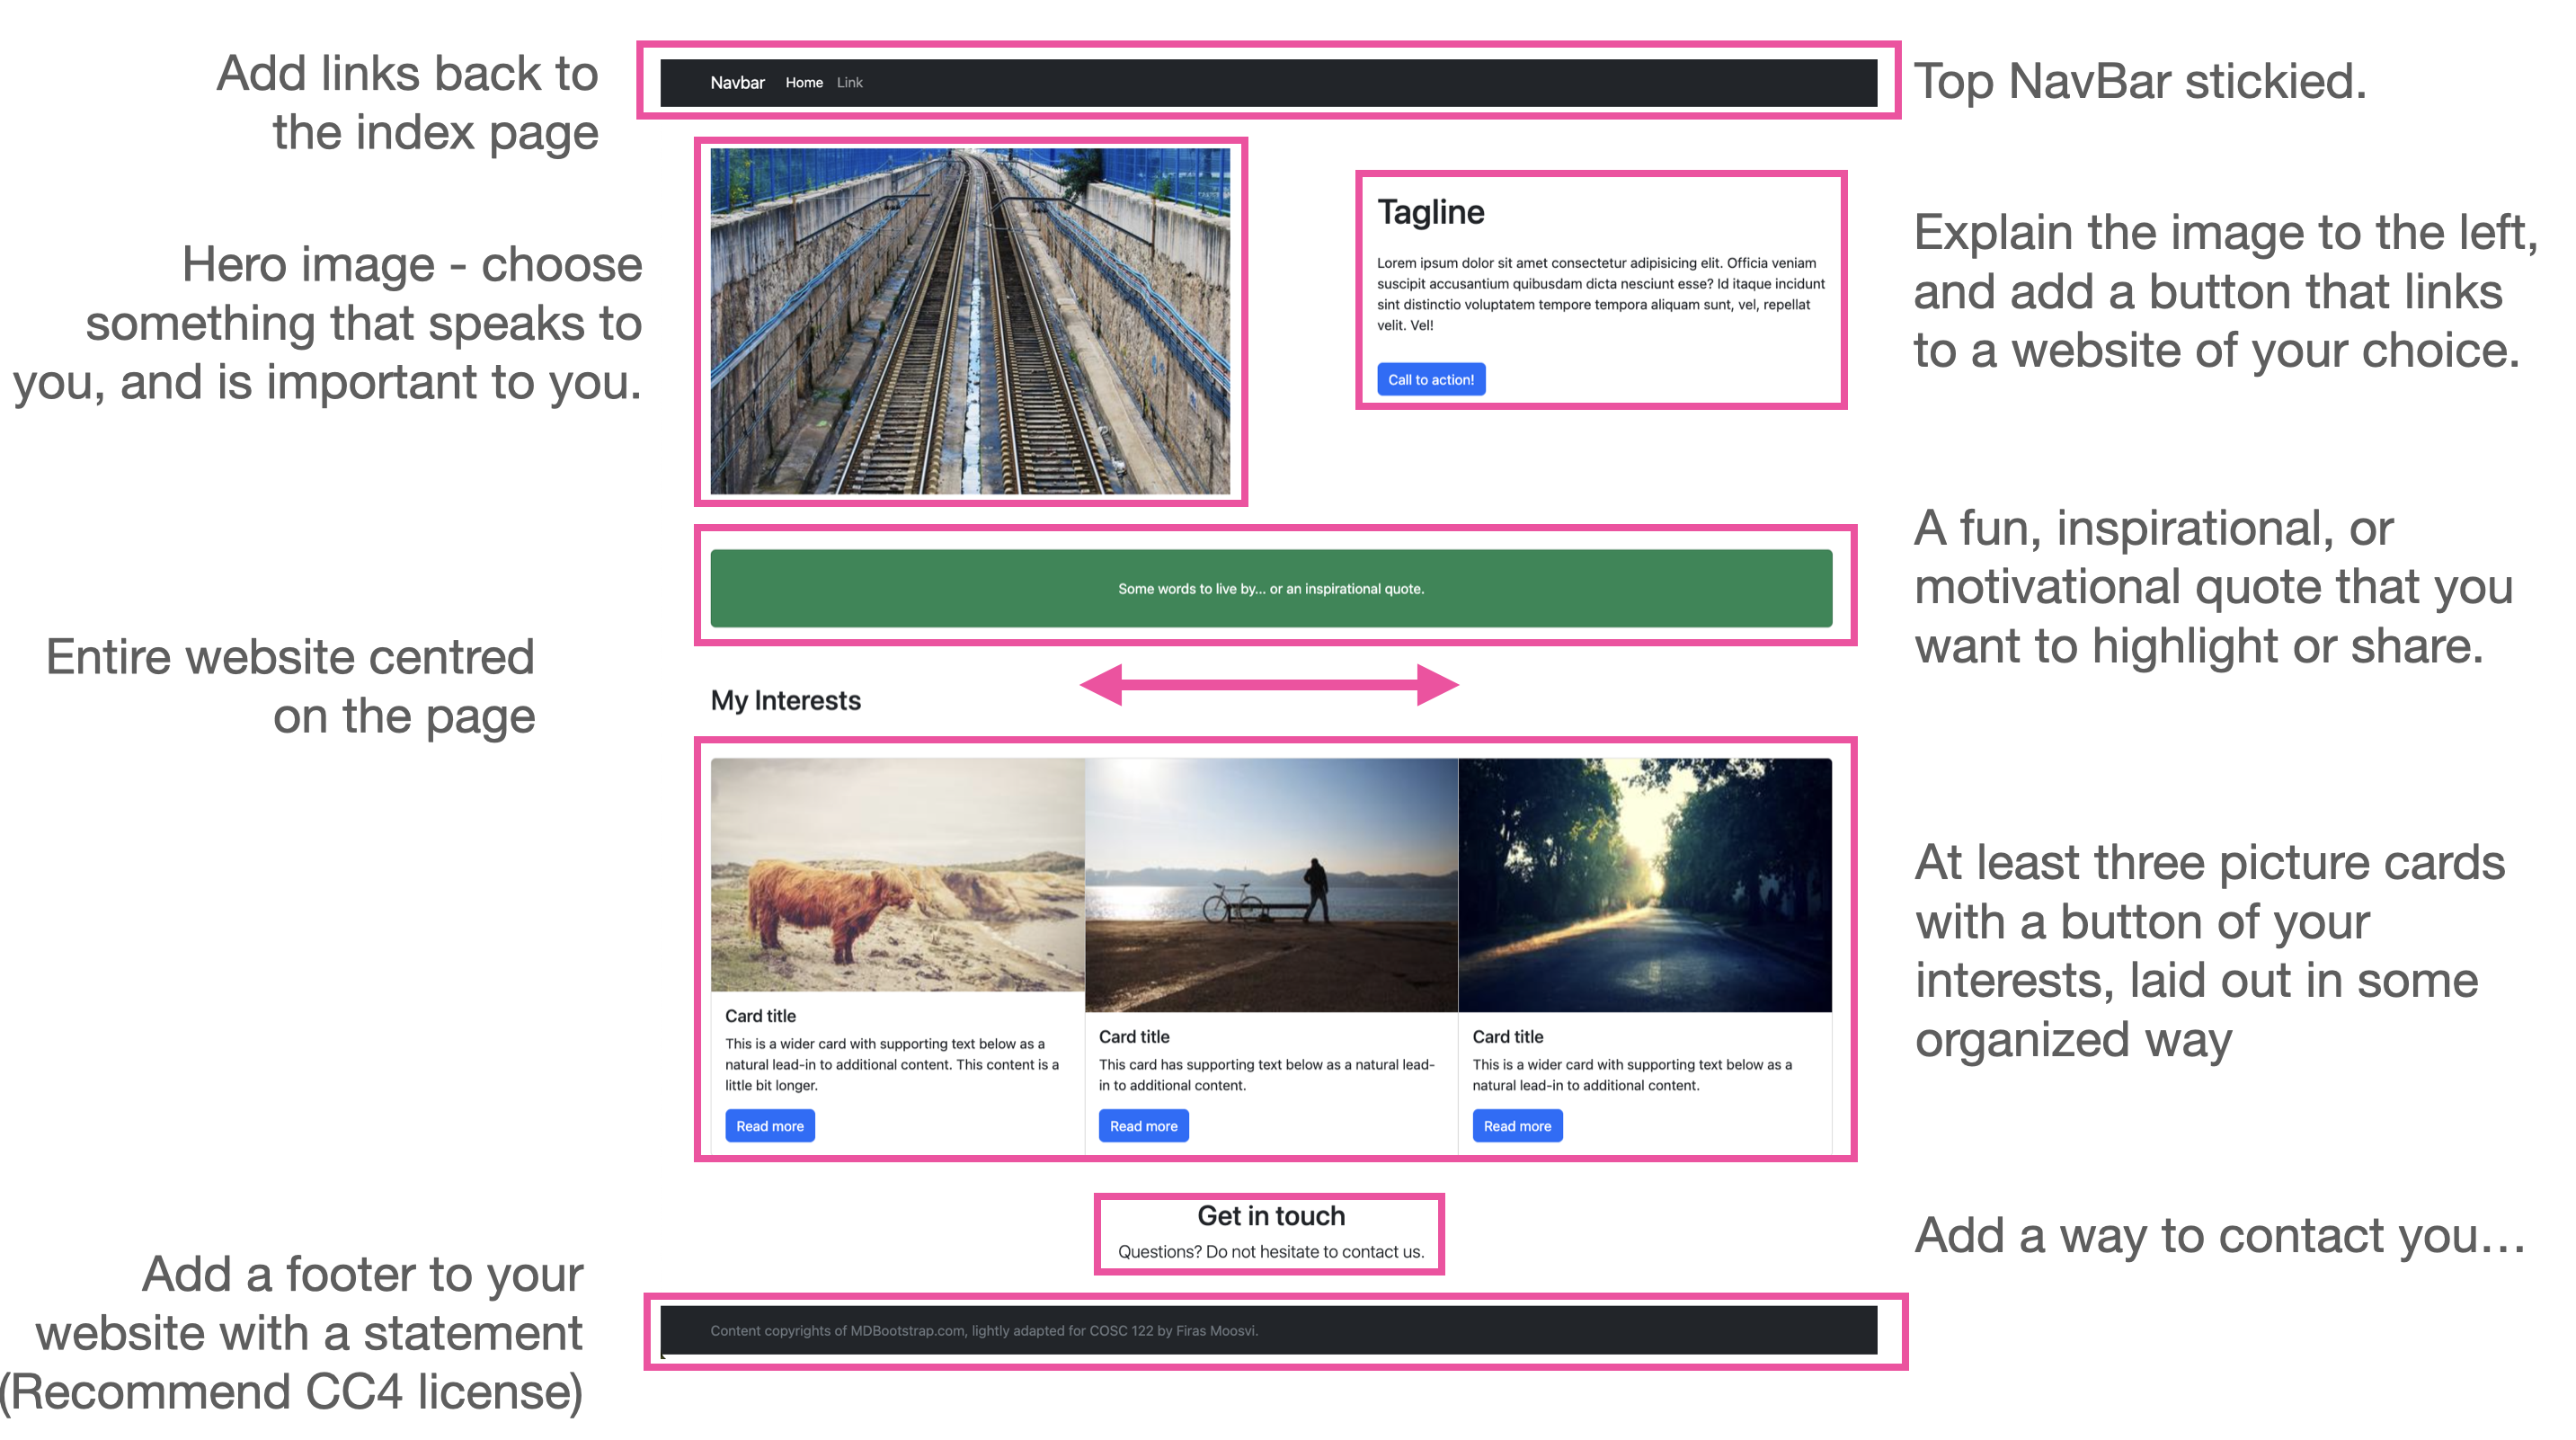 Add links back to
the index page
Navbar Home Link
Top NavBar stickied.
Hero image - choose
something that speaks to
you, and is important to you.
Tagline
Lorem ipsum dolor sit amet consectetur adipisicing elit. Officia veniam
suscipit accusantium quibusdam dicta nesciunt esse? Id itaque incidunt
sint distinctio voluptatem tempore tempora aliquam sunt, vel, repellat
velit. Vel!
Call to action!
Explain the image to the left,
and add a button that links
to a website of your choice.
Some words to live by... or an inspirational quote.
A fun, inspirational, or
motivational quote that you
want to highlight or share.
Entire website centred
on the page
My Interests
Card title
This is a wider card with supporting text below as a
natural lead-in to additional content. This content is a
little bit longer.
Read more
Card title
This card has supporting text below as a natural lead-
in to additional content.
Read more
Card title
This is a wider card with supporting text below as a
natural lead-in to additional content.
Read more
At least three picture cards
with a button of your
interests, laid out in some
organized way
Get in touch
Questions? Do not hesitate to contact us.
Add a way to contact you...
Add a footer to your
website with a statement
(Recommend CC4 license)
Content copyrights of MDBootstrap.com, lightly adapted for COSC 122 by Firas Moosvi.